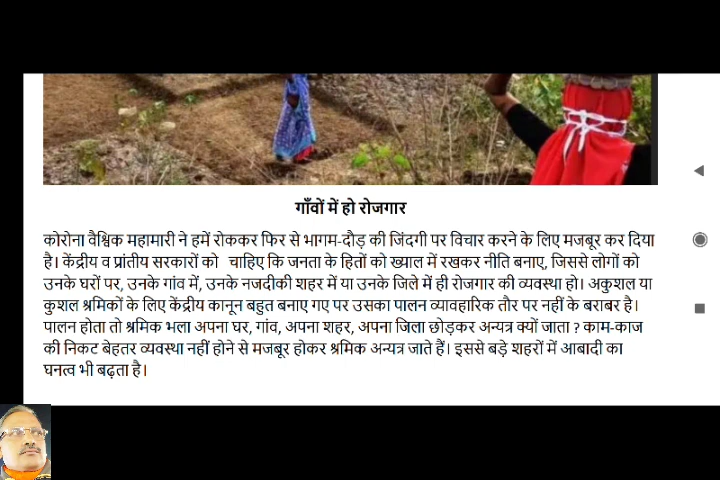 गाँवों में हो रोजगार
कोरोना वैश्विक महामारी ने हमें रोककर फिर से भागम-दौड़ की जिंदगी पर विचार करने के लिए मजबूर कर दिया
है। केंद्रीय व प्रांतीय सरकारों को चाहिए कि जनता के हितों को ख्याल में रखकर नीति बनाए, जिससे लोगों को
उनके घरों पर, उनके गांव में, उनके नजदीकी शहर में या उनके जिले में ही रोजगार की व्यवस्था हो। अकुशल या
कुशल श्रमिकों के लिए केंद्रीय कानून बहुत बनाए गए पर उसका पालन व्यावहारिक तौर पर नहीं के बराबर है।
पालन होता तो श्रमिक भला अपना घर, गांव, अपना शहर, अपना जिला छोड़कर अन्यत्र क्यों जाता ? काम-काज
की निकट बेहतर व्यवस्था नहीं होने से मजबूर होकर श्रमिक अन्यत्र जाते हैं। इससे बड़े शहरों में आबादी का
घनत्व भी बढ़ता है।